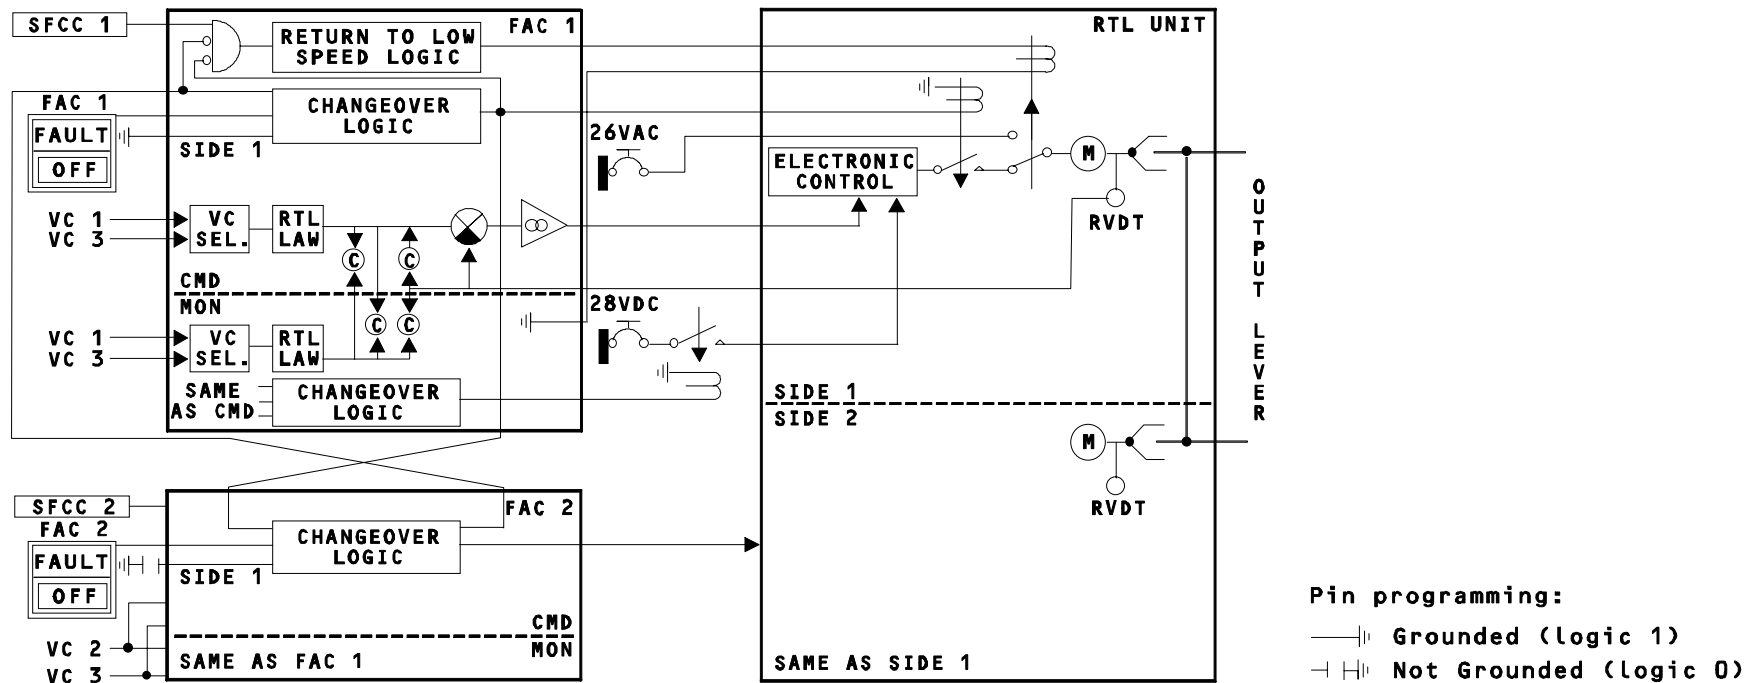 SFCC 1
FAC 1
RETURN TO LOW
SPEED LOGIC
CHANGEOVER
LOGIC
SIDE 1
FAC 1
FAULT
OFF
VC 1
VC 3
VC
SEL.
RTL
LAW
C
C
CMD
MON
C
C
VC 1
VC 3
VC
SEL.
RTL
LAW
SAME
AS CMD
CHANGEOVER
LOGIC
26VAC
28VDC
RTL UNIT
ELECTRONIC
CONTROL
M
RVDT
SIDE 1
SIDE 2
M
RVDT
SAME AS SIDE 1
OUTPUT LEVER
SFCC 2
FAC 2
FAC 2
FAULT
OFF
CHANGEOVER
LOGIC
SIDE 1
CMD
MON
SAME AS FAC 1
VC 2
VC 3
Pin programming:
Grounded (logic 1)
Not Grounded (logic 0)